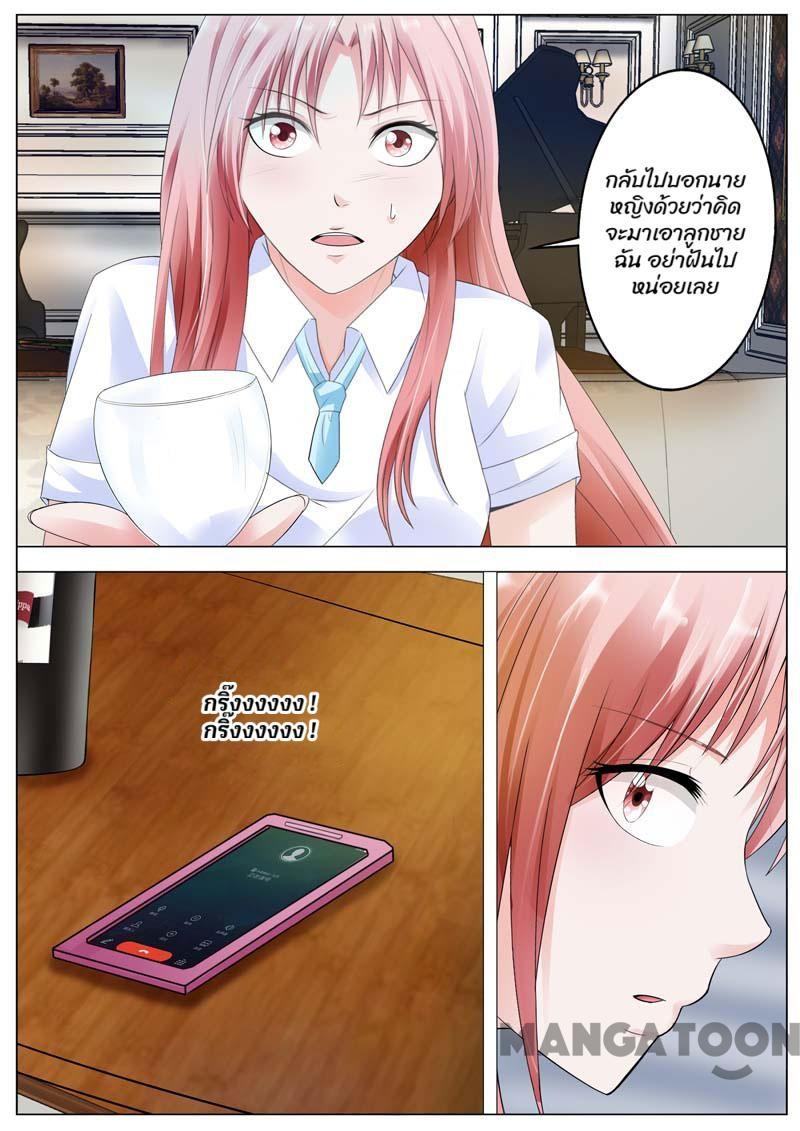 กลับไปบอกนาย
หญิงด้วยว่าคิด
จะมาเอาลูกชาย
ฉัน อย่าฝันไป
หน่อยเลย
กริ๊งงงงงง !
กริ๊งงงงงง !
MANGATOON